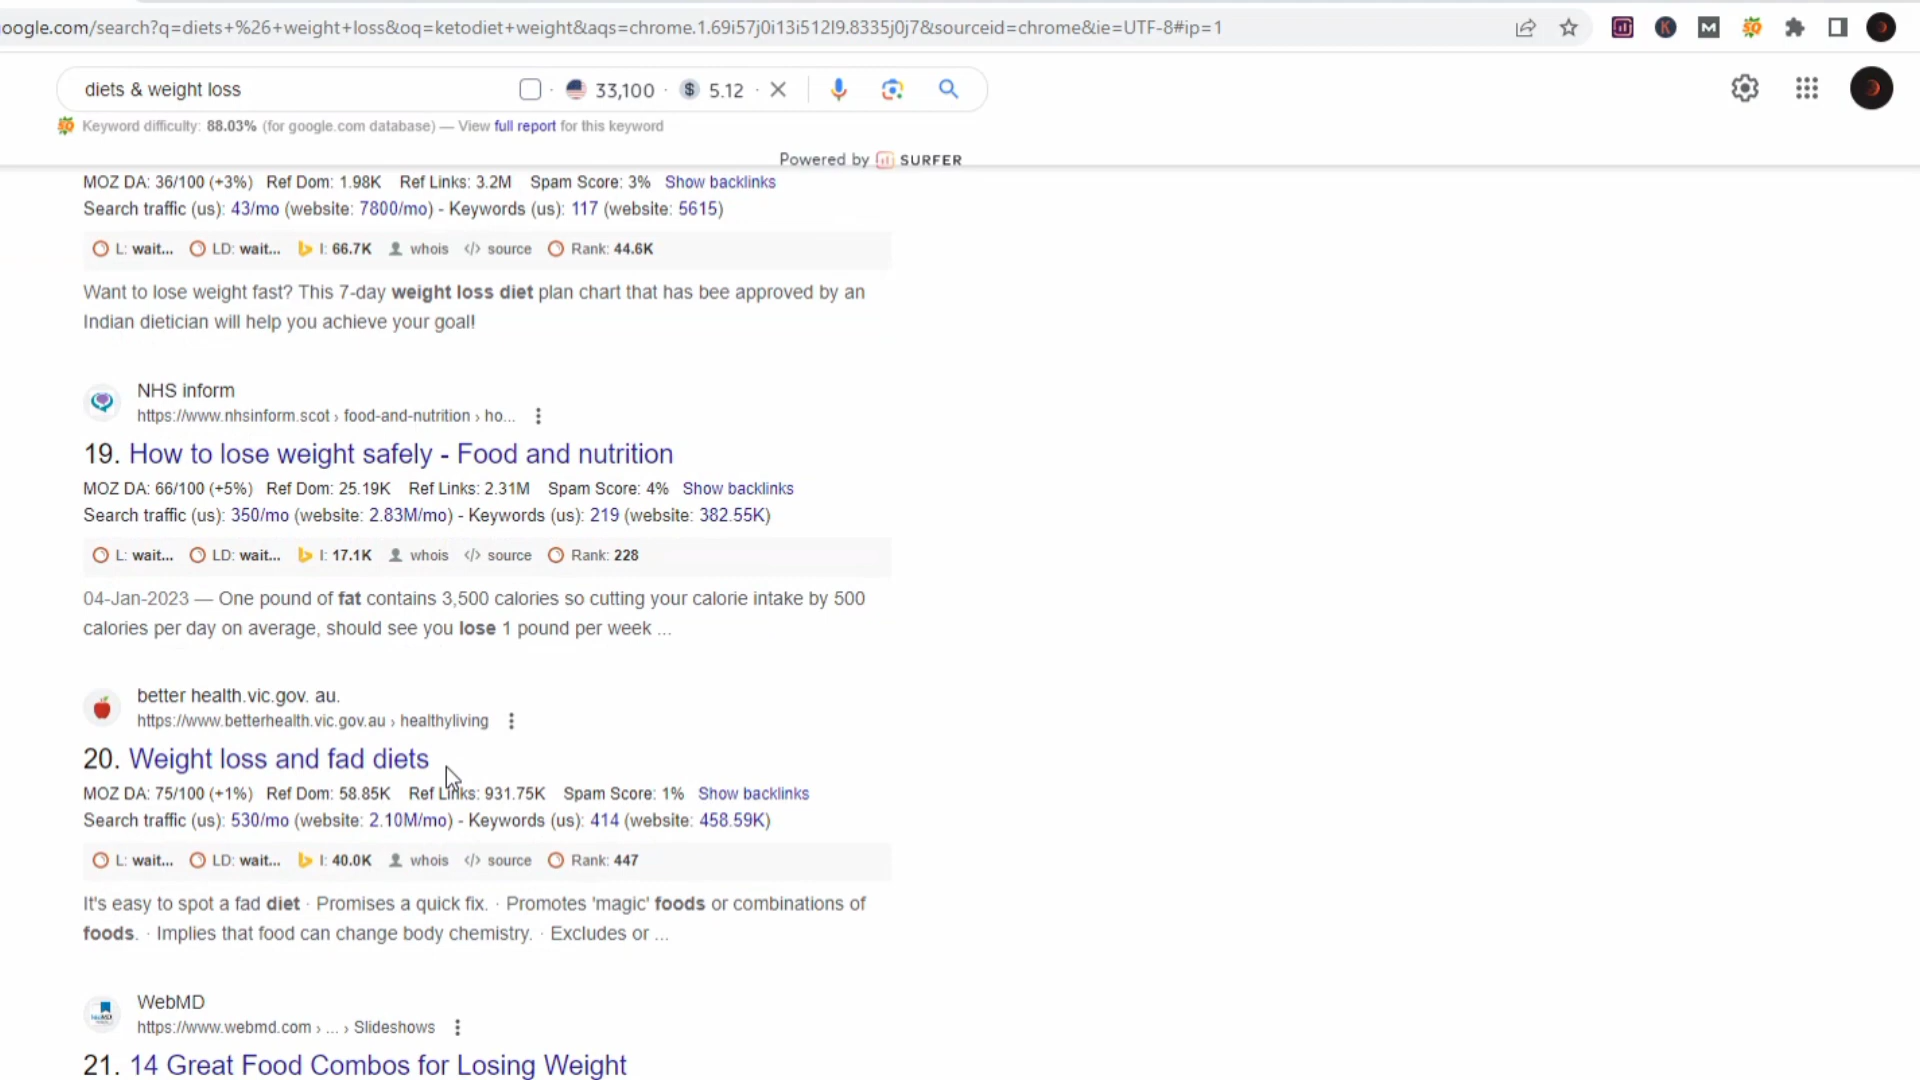 oogle.com/search?q=diets+%26+weight+loss&oq=ketodiet+weight&aqs=chrome.1.69i57j0i13i512l9.8335j0j7&sourceid=chrome&ie=UTF-8#ip=1
diets & weight loss · 33,100 · $ 5.12 ·
Keyword difficulty: 88.03% (for google.com database) — View full report for this keyword
Powered by SURFER
MOZ DA: 36/100 (+3%) Ref Dom: 1.98K Ref Links: 3.2M Spam Score: 3% Show backlinks
Search traffic (us): 43/mo (website: 7800/mo) - Keywords (us): 117 (website: 5615)
L: wait... LD: wait... I: 66.7K whois </> source Rank: 44.6K
Want to lose weight fast? This 7-day weight loss diet plan chart that has bee approved by an
Indian dietician will help you achieve your goal!
NHS inform
https://www.nhsinform.scot › food-and-nutrition › ho...
19. How to lose weight safely - Food and nutrition
MOZ DA: 66/100 (+5%) Ref Dom: 25.19K Ref Links: 2.31M Spam Score: 4% Show backlinks
Search traffic (us): 350/mo (website: 2.83M/mo) - Keywords (us): 219 (website: 382.55K)
L: wait... LD: wait... I: 17.1K whois </> source Rank: 228
04-Jan-2023 — One pound of fat contains 3,500 calories so cutting your calorie intake by 500
calories per day on average, should see you lose 1 pound per week ...
better health.vic.gov. au.
https://www.betterhealth.vic.gov.au › healthyliving
20. Weight loss and fad diets
MOZ DA: 75/100 (+1%) Ref Dom: 58.85K Ref Links: 931.75K Spam Score: 1% Show backlinks
Search traffic (us): 530/mo (website: 2.10M/mo) - Keywords (us): 414 (website: 458.59K)
L: wait... LD: wait... I: 40.0K whois </> source Rank: 447
It's easy to spot a fad diet · Promises a quick fix. · Promotes 'magic' foods or combinations of
foods. · Implies that food can change body chemistry. · Excludes or ...
WebMD
https://www.webmd.com › ... › Slideshows
21. 14 Great Food Combos for Losing Weight